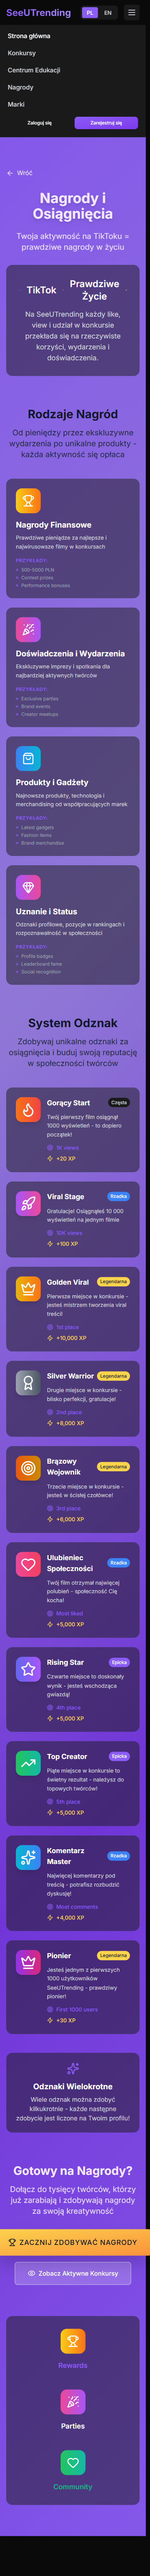 SeeUTrending
PL EN
Strona główna
Konkursy
Centrum Edukacji
Nagrody
Marki
Zaloguj się
Zarejestruj się
Wróć
Nagrody i
Osiągnięcia
Twoja aktywność na TikToku =
prawdziwe nagrody w życiu
TikTok
Prawdziwe
Życie
Na SeeUTrending każdy like,
view i udział w konkursie
przekłada się na rzeczywiste
korzyści, wydarzenia i
doświadczenia.
Rodzaje Nagród
Od pieniędzy przez ekskluzywne
wydarzenia po unikalne produkty -
każda aktywność się opłaca
Nagrody Finansowe
Prawdziwe pieniądze za najlepsze i
najwirusowsze filmy w konkursach
PRZYKŁADY:
500-5000 PLN
Contest prizes
Performance bonuses
Doświadczenia i Wydarzenia
Ekskluzywne imprezy i spotkania dla
najbardziej aktywnych twórców
PRZYKŁADY:
Exclusive parties
Brand events
Creator meetups
Produkty i Gadżety
Najnowsze produkty, technologia i
merchandising od współpracujących marek
PRZYKŁADY:
Latest gadgets
Fashion items
Brand merchandise
Uznanie i Status
Odznaki profilowe, pozycje w rankingach i
rozpoznawalność w społeczności
PRZYKŁADY:
Profile badges
Leaderboard fame
Social recognition
System Odznak
Zdobywaj unikalne odznaki za
osiągnięcia i buduj swoją reputację
w społeczności twórców
Gorący Start
Częsta
Twój pierwszy film osiągnął
1000 wyświetleń - to dopiero
początek!
1K views
+20 XP
Viral Stage
Rzadka
Gratulacje! Osiągnąłeś 10 000
wyświetleń na jednym filmie
10K views
+100 XP
Golden Viral
Legendarna
Pierwsze miejsce w konkursie -
jesteś mistrzem tworzenia viral
treści!
1st place
+10,000 XP
Silver Warrior
Legendarna
Drugie miejsce w konkursie -
blisko perfekcji, gratulacje!
2nd place
+8,000 XP
Brązowy
Wojownik
Legendarna
Trzecie miejsce w konkursie -
jesteś w ścisłej czołówce!
3rd place
+6,000 XP
Ulubieniec
Społeczności
Rzadka
Twój film otrzymał najwięcej
polubień - społeczność Cię
kocha!
Most liked
+5,000 XP
Rising Star
Epicka
Czwarte miejsce to doskonały
wynik - jesteś wschodząca
gwiazdą!
4th place
+5,000 XP
Top Creator
Epicka
Piąte miejsce w konkursie to
świetny rezultat - należysz do
topowych twórców!
5th place
+5,000 XP
Komentarz
Master
Rzadka
Najwięcej komentarzy pod
treścią - potrafisz rozbudzić
dyskusję!
Most comments
+4,000 XP
Pionier
Legendarna
Jesteś jednym z pierwszych
1000 użytkowników
SeeUTrending - prawdziwy
pionier!
First 1000 users
+30 XP
Odznaki Wielokrotne
Wiele odznak można zdobyć
kilkukrotnie - każde następne
zdobycie jest liczone na Twoim profilu!
Gotowy na Nagrody?
Dołącz do tysięcy twórców, którzy
już zarabiają i zdobywają nagrody
za swoją kreatywność
ZACZNIJ ZDOBYWAĆ NAGRODY
Zobacz Aktywne Konkursy
Rewards
Parties
Community